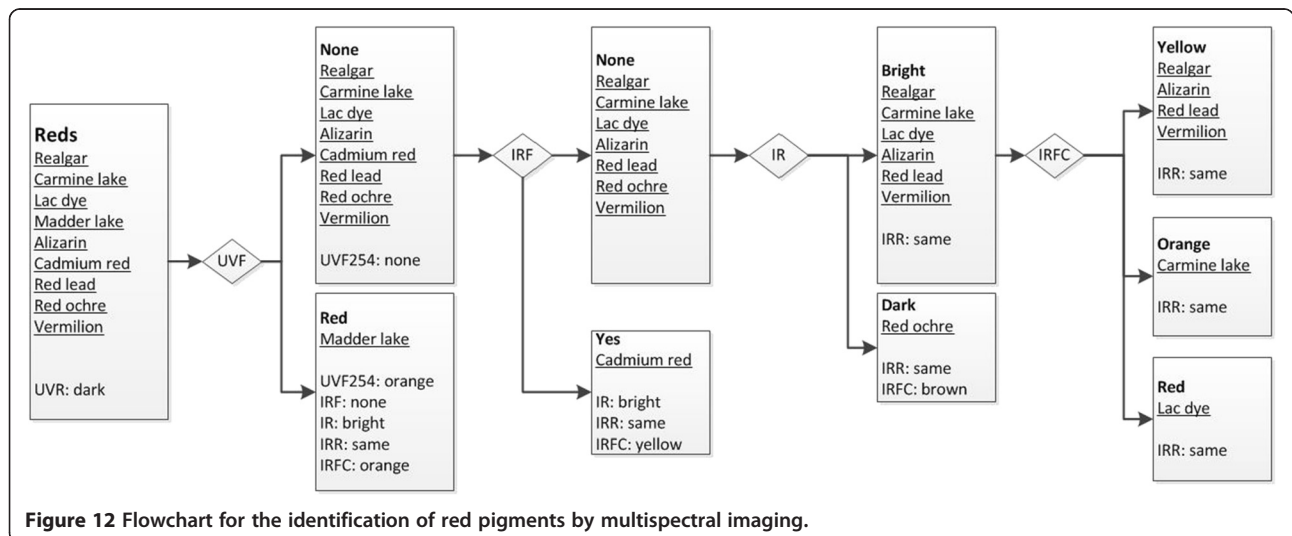 Reds
Realgar
Carmine lake
Lac dye
Madder lake
Alizarin
Cadmium red
Red lead
Red ochre
Vermilion
UVR: dark
UVF
None
Realgar
Carmine lake
Lac dye
Alizarin
Cadmium red
Red lead
Red ochre
Vermilion
UVF254: none
Red
Madder lake
UVF254: orange
IRF: none
IR: bright
IRR: same
IRFC: orange
IRF
None
Realgar
Carmine lake
Lac dye
Alizarin
Red lead
Red ochre
Vermilion
Yes
Cadmium red
IR: bright
IRR: same
IRFC: yellow
IR
Bright
Realgar
Carmine lake
Lac dye
Alizarin
Red lead
Vermilion
IRR: same
Dark
Red ochre
IRR: same
IRFC: brown
IRFC
Yellow
Realgar
Alizarin
Red lead
Vermilion
IRR: same
Orange
Carmine lake
IRR: same
Red
Lac dye
IRR: same
Figure 12 Flowchart for the identification of red pigments by multispectral imaging.